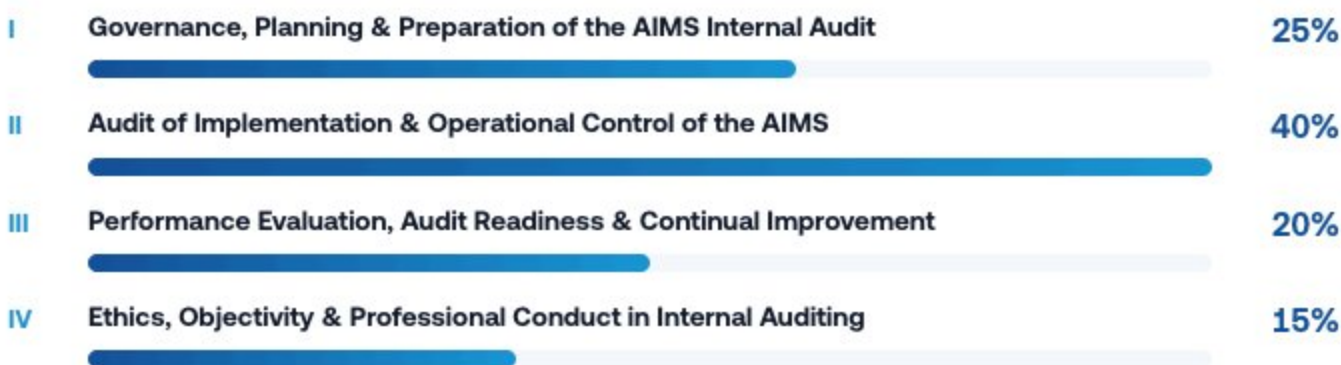 I Governance, Planning & Preparation of the AIMS Internal Audit 25%
II Audit of Implementation & Operational Control of the AIMS 40%
III Performance Evaluation, Audit Readiness & Continual Improvement 20%
IV Ethics, Objectivity & Professional Conduct in Internal Auditing 15%